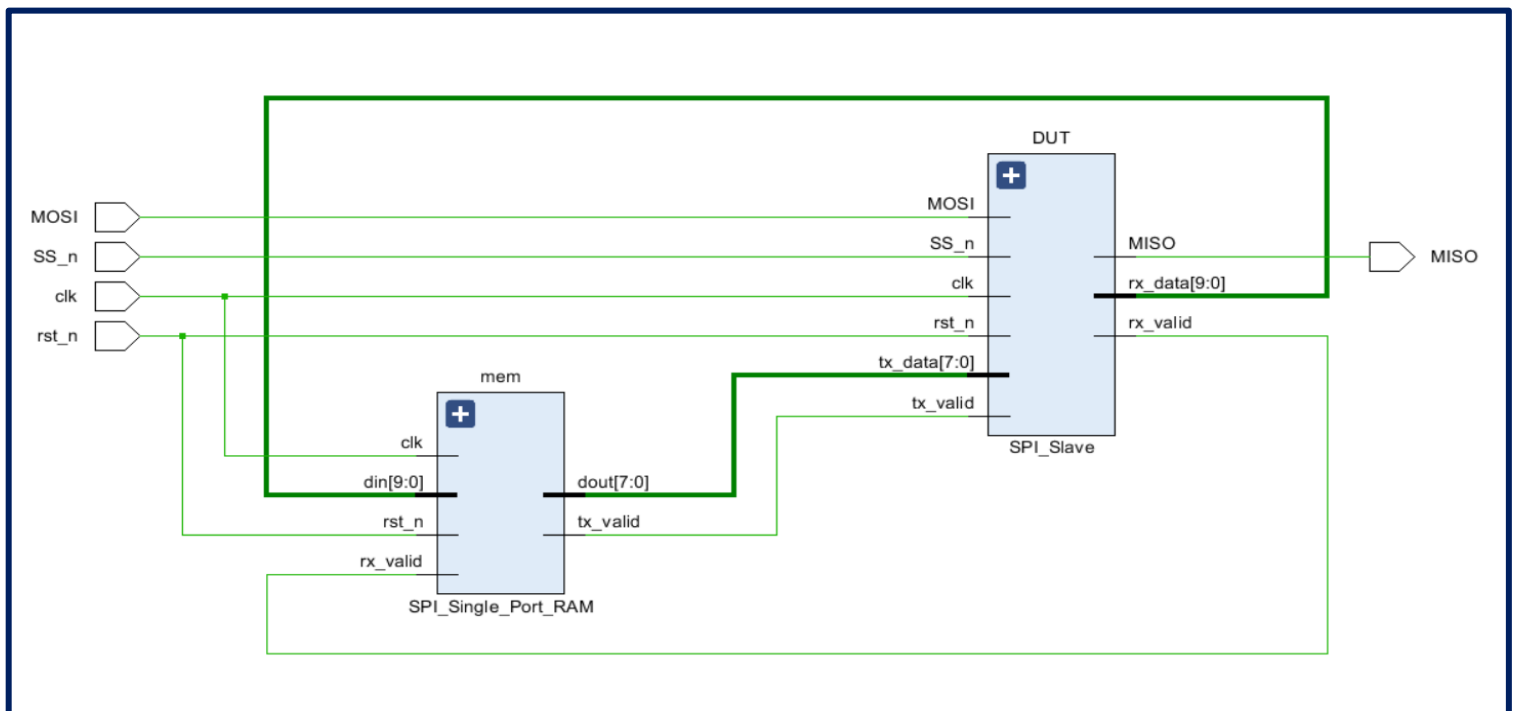 DUT
MOSI
MOSI
SS_n
SS_n
MISO
MISO
clk
clk
rx_data[9:0]
rst_n
rst_n
rx_valid
tx_data[7:0]
mem
tx_valid
clk
SPI_Slave
din[9:0]
dout[7:0]
rst_n
tx_valid
rx_valid
SPI_Single_Port_RAM